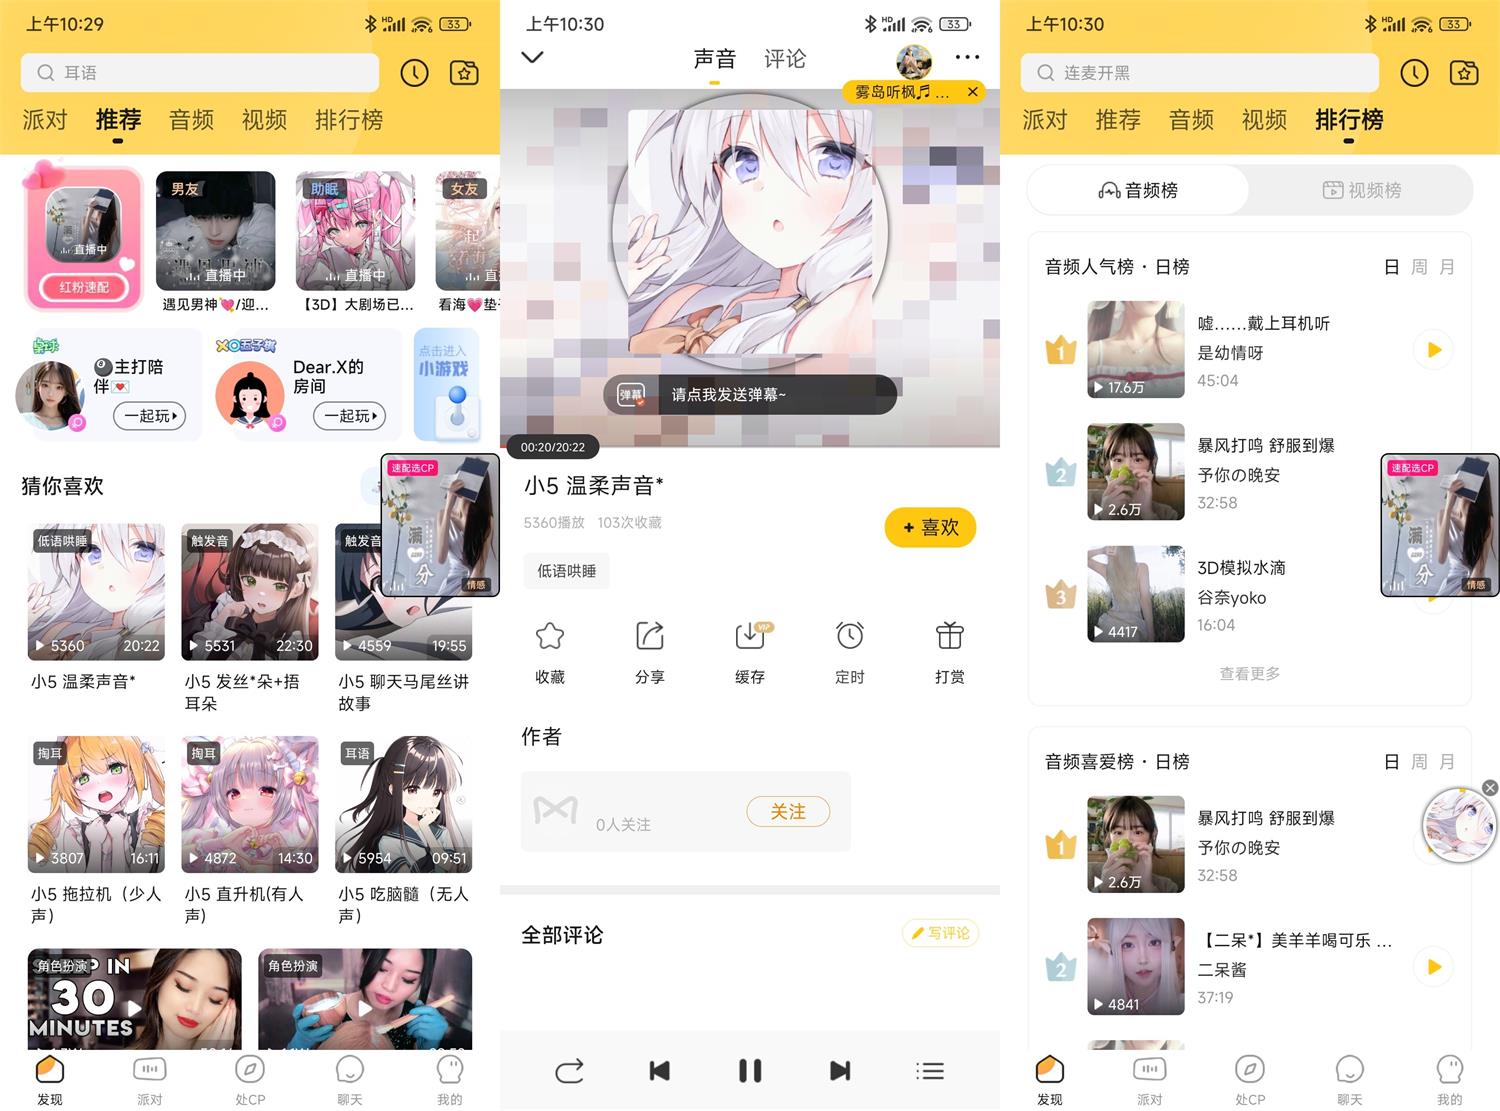 上午10:29
HD
33
耳语
派对
推荐
音频
视频
排行榜
直播中
红粉速配
男友
直播中
遇见男神💘/迎...
助眠
直播中
【3D】大剧场已...
女友
看海💗垫
桌球
🎱主打陪
伴💌
一起玩
XO五子棋
Dear.X的
房间
一起玩
点击进入
小游戏
猜你喜欢
速配选CP
满
分
情感
低语哄睡
5360
20:22
小5 温柔声音*
触发音
5531
22:30
小5 发丝*朵+捂
耳朵
触发音
4559
19:55
小5 聊天马尾丝讲
故事
掏耳
3807
16:11
小5 拖拉机（少人
声）
掏耳
4872
14:30
小5 直升机(有人
声)
耳语
5954
09:51
小5 吃脑髓（无人
声）
角色扮演
P IN
30
MINUTES
角色扮演
发现
派对
处CP
聊天
我的
上午10:30
HD
33
声音
评论
雾岛听枫🎵...
弹幕
请点我发送弹幕~
00:20/20:22
小5 温柔声音*
5360播放
103次收藏
+ 喜欢
低语哄睡
收藏
分享
VIP
缓存
定时
打赏
作者
0人关注
关注
全部评论
写评论
上午10:30
HD
33
连麦开黑
派对
推荐
音频
视频
排行榜
音频榜
视频榜
音频人气榜 · 日榜
日
周
月
1
17.6万
嘘……戴上耳机听
是幼情呀
45:04
2
2.6万
暴风打鸣 舒服到爆
予你の晚安
32:58
速配选CP
满
分
情感
3
4417
3D模拟水滴
谷奈yoko
16:04
查看更多
音频喜爱榜 · 日榜
日
周
月
1
2.6万
暴风打鸣 舒服到爆
予你の晚安
32:58
2
4841
【二呆*】美羊羊喝可乐 ...
二呆酱
37:19
发现
派对
处CP
聊天
我的